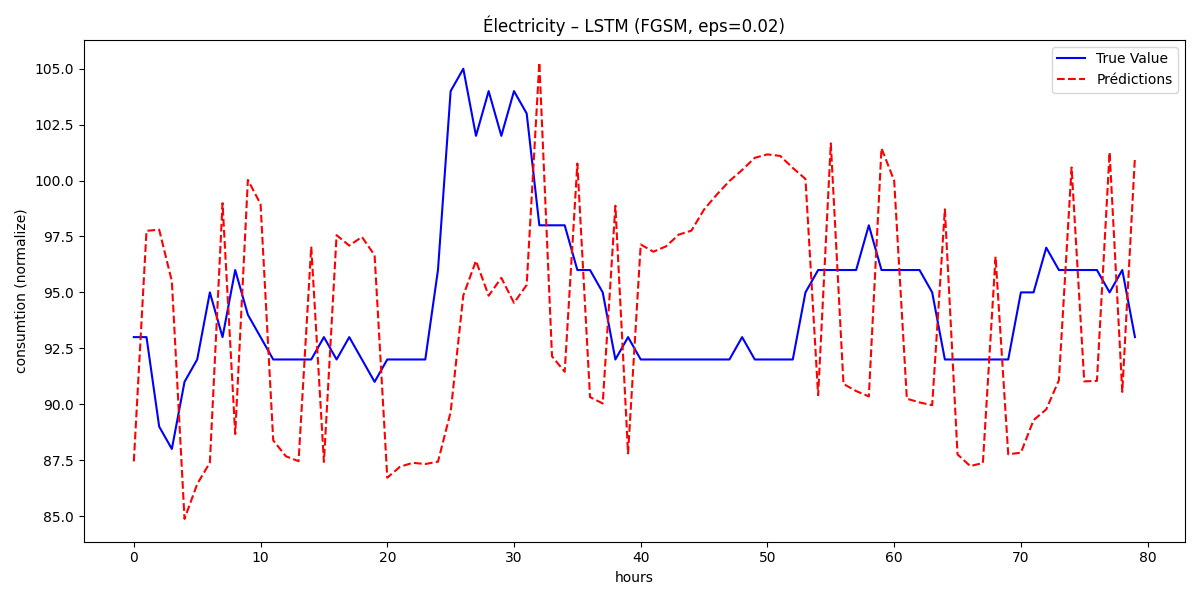 Électricity – LSTM (FGSM, eps=0.02)
True Value
Prédictions
consumtion (normalize)
105.0
102.5
100.0
97.5
95.0
92.5
90.0
87.5
85.0
0 10 20 30 40 50 60 70 80
hours